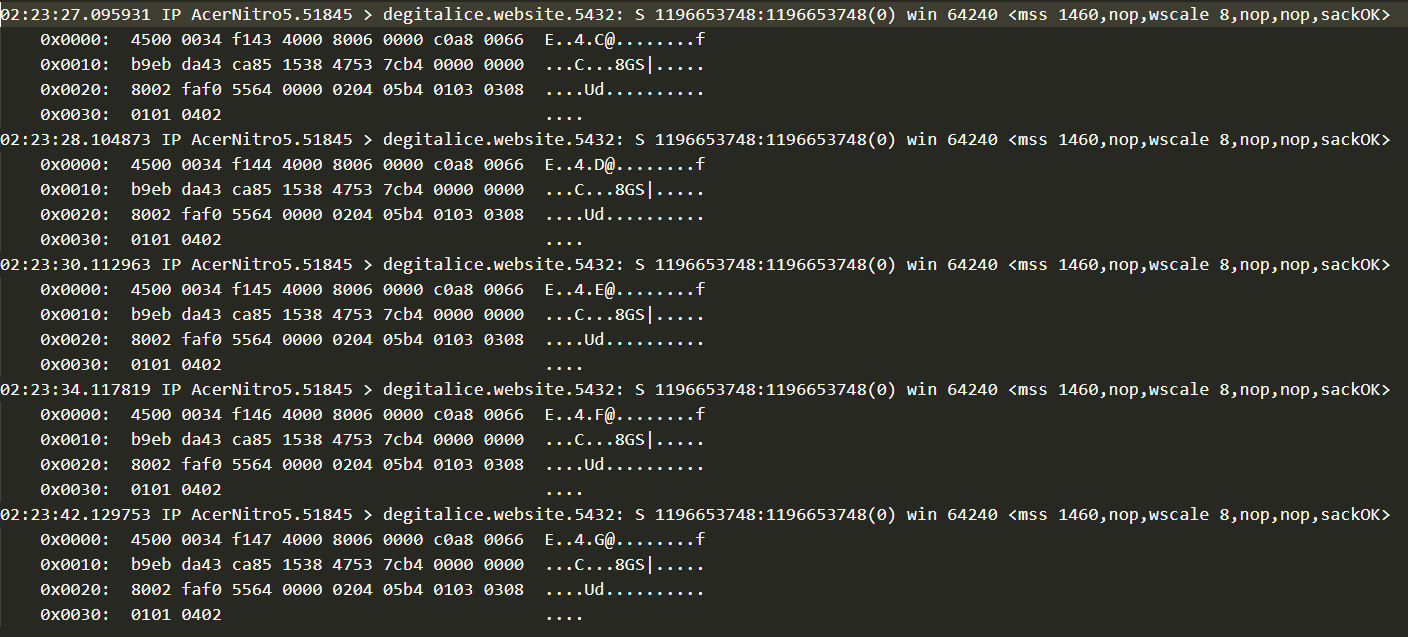 02:23:27.095931 IP AcerNitro5.51845 > degitalice.website.5432: S 1196653748:1196653748(0) win 64240 <mss 1460,nop,wscale 8,nop,nop,sackOK>
0x0000:  4500 0034 f143 4000 8006 0000 c0a8 0066  E..4.C@........f
0x0010:  b9eb da43 ca85 1538 4753 7cb4 0000 0000  ...C...8GS|.....
0x0020:  8002 faf0 5564 0000 0204 05b4 0103 0308  ....Ud..........
0x0030:  0101 0402  ....
02:23:28.104873 IP AcerNitro5.51845 > degitalice.website.5432: S 1196653748:1196653748(0) win 64240 <mss 1460,nop,wscale 8,nop,nop,sackOK>
0x0000:  4500 0034 f144 4000 8006 0000 c0a8 0066  E..4.D@........f
0x0010:  b9eb da43 ca85 1538 4753 7cb4 0000 0000  ...C...8GS|.....
0x0020:  8002 faf0 5564 0000 0204 05b4 0103 0308  ....Ud..........
0x0030:  0101 0402  ....
02:23:30.112963 IP AcerNitro5.51845 > degitalice.website.5432: S 1196653748:1196653748(0) win 64240 <mss 1460,nop,wscale 8,nop,nop,sackOK>
0x0000:  4500 0034 f145 4000 8006 0000 c0a8 0066  E..4.E@........f
0x0010:  b9eb da43 ca85 1538 4753 7cb4 0000 0000  ...C...8GS|.....
0x0020:  8002 faf0 5564 0000 0204 05b4 0103 0308  ....Ud..........
0x0030:  0101 0402  ....
02:23:34.117819 IP AcerNitro5.51845 > degitalice.website.5432: S 1196653748:1196653748(0) win 64240 <mss 1460,nop,wscale 8,nop,nop,sackOK>
0x0000:  4500 0034 f146 4000 8006 0000 c0a8 0066  E..4.F@........f
0x0010:  b9eb da43 ca85 1538 4753 7cb4 0000 0000  ...C...8GS|.....
0x0020:  8002 faf0 5564 0000 0204 05b4 0103 0308  ....Ud..........
0x0030:  0101 0402  ....
02:23:42.129753 IP AcerNitro5.51845 > degitalice.website.5432: S 1196653748:1196653748(0) win 64240 <mss 1460,nop,wscale 8,nop,nop,sackOK>
0x0000:  4500 0034 f147 4000 8006 0000 c0a8 0066  E..4.G@........f
0x0010:  b9eb da43 ca85 1538 4753 7cb4 0000 0000  ...C...8GS|.....
0x0020:  8002 faf0 5564 0000 0204 05b4 0103 0308  ....Ud..........
0x0030:  0101 0402  ....